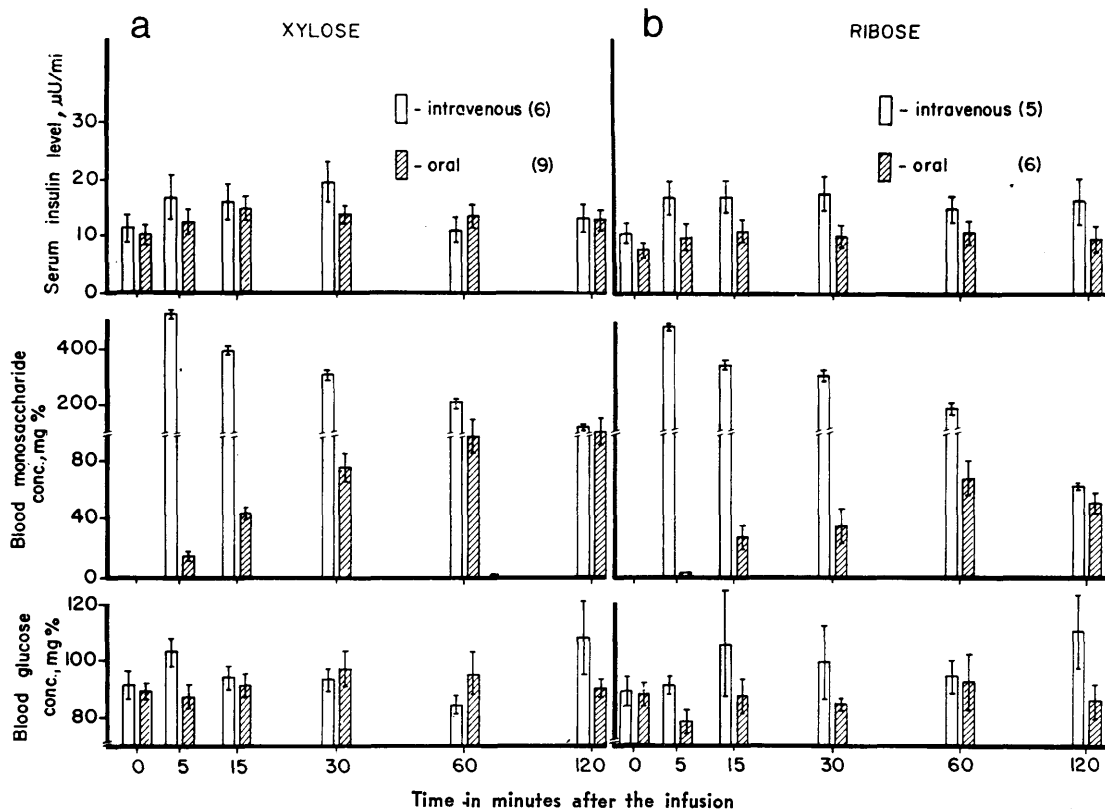 a XYLOSE
b RIBOSE
Serum insulin level, μU/mi
30
20
10
0
- intravenous (6)
- oral (9)
- intravenous (5)
- oral (6)
Blood monosaccharide
conc., mg %
400
200
80
40
0
Blood glucose
conc., mg %
120
100
80
0 5 15 30 60 120
0 5 15 30 60 120
Time in minutes after the infusion